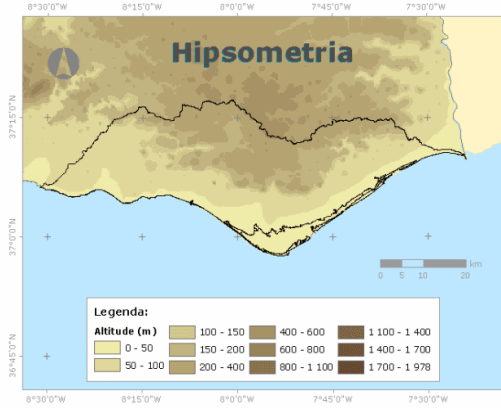 8°30'0"W 8°15'0"W 8°0'0"W 7°45'0"W 7°30'0"W
Hipsometria
37°15'0"N
37°0'0"N
36°45'0"N
km
0 5 10 20
Legenda:
Altitude (m)
0 - 50
50 - 100
100 - 150
150 - 200
200 - 400
400 - 600
600 - 800
800 - 1 100
1 100 - 1 400
1 400 - 1 700
1 700 - 1 978
8°30'0"W 8°15'0"W 8°0'0"W 7°45'0"W 7°30'0"W